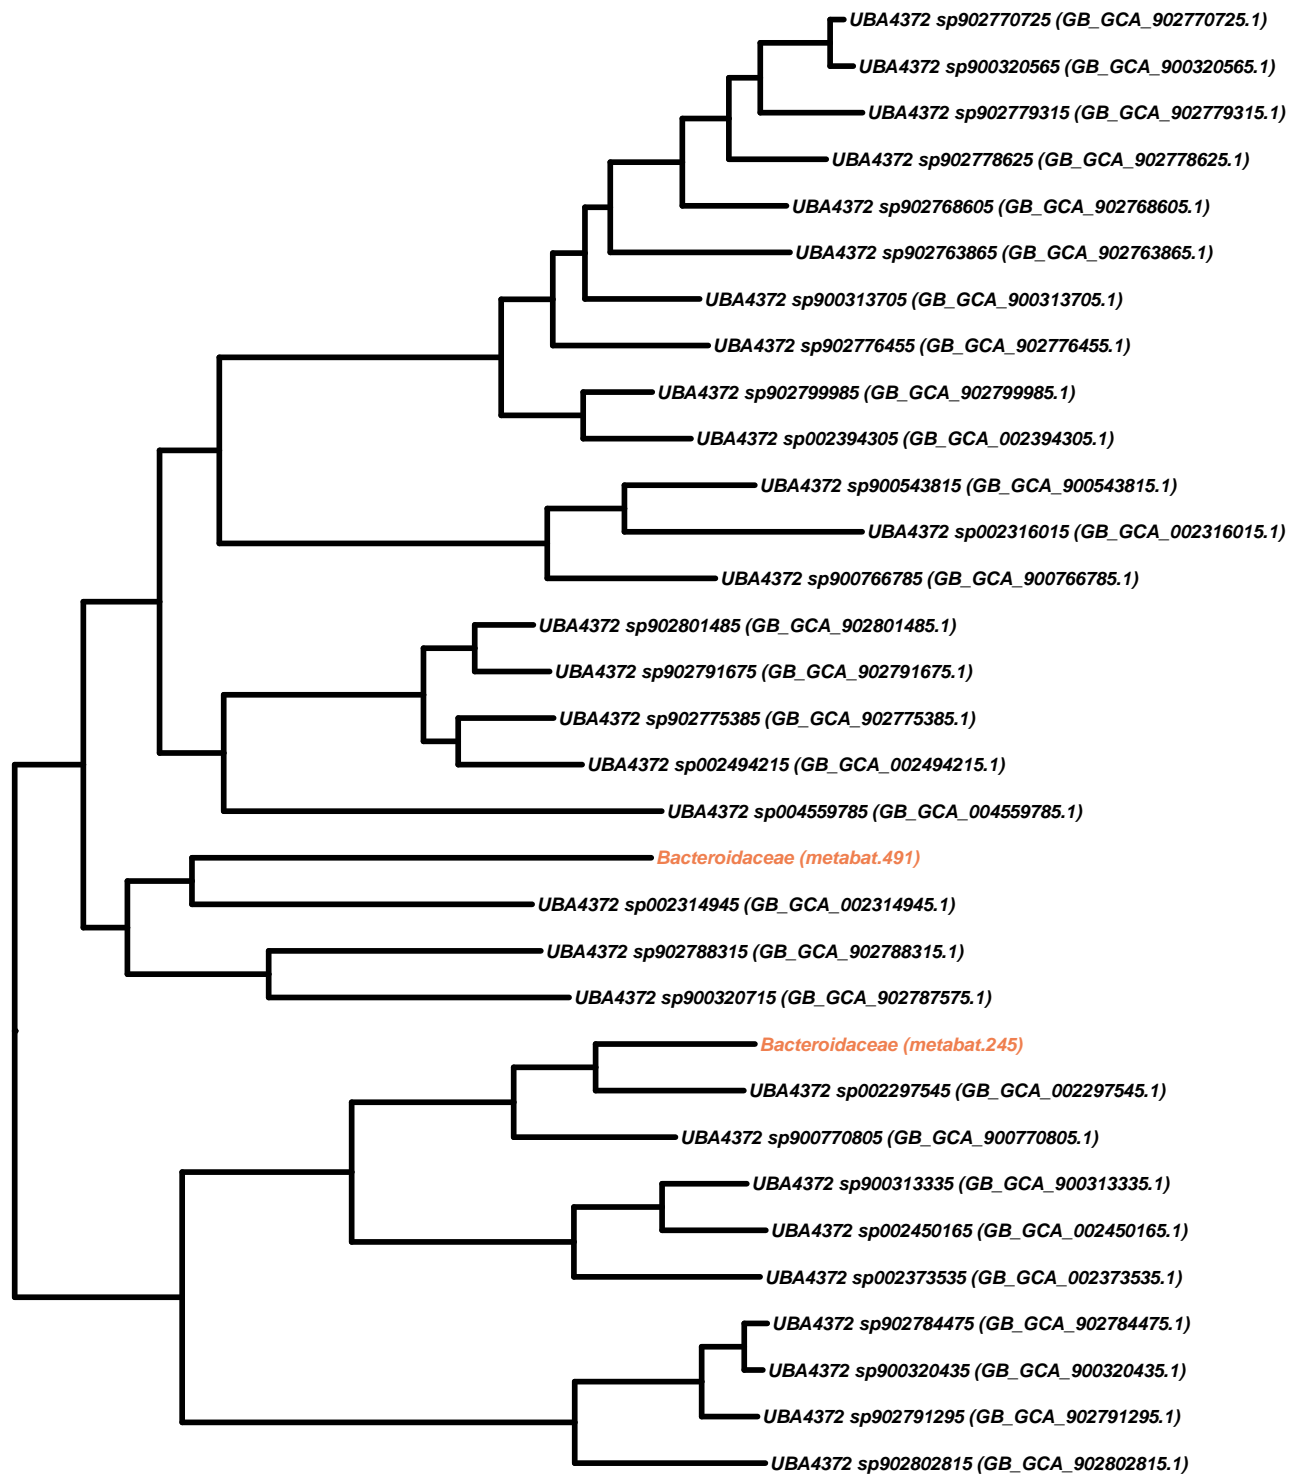 UBA4372 sp902770725 (GB_GCA_902770725.1)
UBA4372 sp900320565 (GB_GCA_900320565.1)
UBA4372 sp902779315 (GB_GCA_902779315.1)
UBA4372 sp902778625 (GB_GCA_902778625.1)
UBA4372 sp902768605 (GB_GCA_902768605.1)
UBA4372 sp902763865 (GB_GCA_902763865.1)
UBA4372 sp900313705 (GB_GCA_900313705.1)
UBA4372 sp902776455 (GB_GCA_902776455.1)
UBA4372 sp902799985 (GB_GCA_902799985.1)
UBA4372 sp002394305 (GB_GCA_002394305.1)
UBA4372 sp900543815 (GB_GCA_900543815.1)
UBA4372 sp002316015 (GB_GCA_002316015.1)
UBA4372 sp900766785 (GB_GCA_900766785.1)
UBA4372 sp902801485 (GB_GCA_902801485.1)
UBA4372 sp902791675 (GB_GCA_902791675.1)
UBA4372 sp902775385 (GB_GCA_902775385.1)
UBA4372 sp002494215 (GB_GCA_002494215.1)
UBA4372 sp004559785 (GB_GCA_004559785.1)
Bacteroidaceae (metabat.491)
UBA4372 sp002314945 (GB_GCA_002314945.1)
UBA4372 sp902788315 (GB_GCA_902788315.1)
UBA4372 sp900320715 (GB_GCA_902787575.1)
Bacteroidaceae (metabat.245)
UBA4372 sp002297545 (GB_GCA_002297545.1)
UBA4372 sp900770805 (GB_GCA_900770805.1)
UBA4372 sp900313335 (GB_GCA_900313335.1)
UBA4372 sp002450165 (GB_GCA_002450165.1)
UBA4372 sp002373535 (GB_GCA_002373535.1)
UBA4372 sp902784475 (GB_GCA_902784475.1)
UBA4372 sp900320435 (GB_GCA_900320435.1)
UBA4372 sp902791295 (GB_GCA_902791295.1)
UBA4372 sp902802815 (GB_GCA_902802815.1)